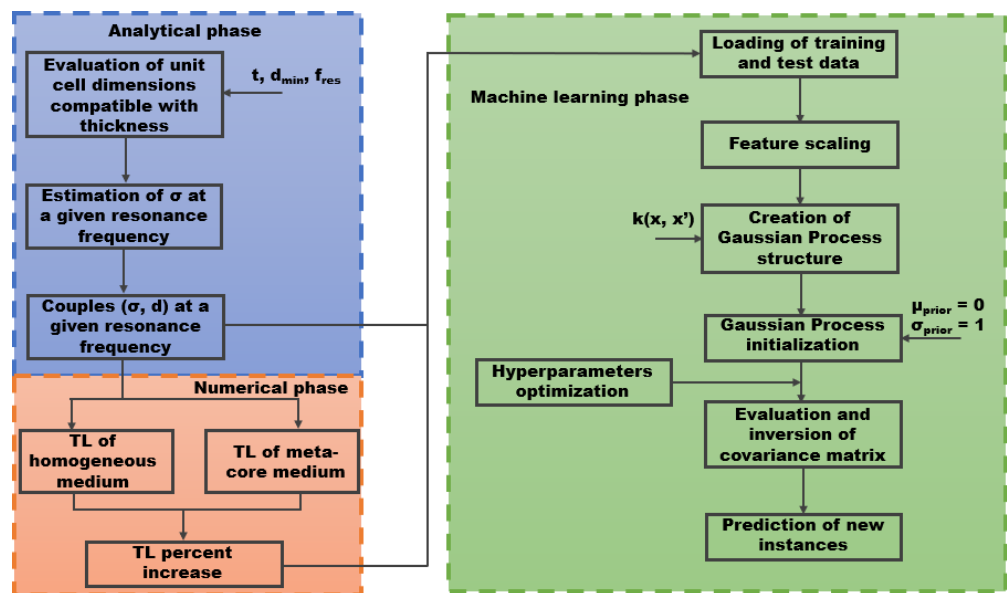 Analytical phase
Evaluation of unit
cell dimensions
compatible with
thickness
t, dmin, fres
Estimation of σ at
a given resonance
frequency
Couples (σ, d) at a
given resonance
frequency
Numerical phase
TL of
homogeneous
medium
TL of meta-
core medium
TL percent
increase
Loading of training
and test data
Machine learning phase
Feature scaling
k(x, x’)
Creation of
Gaussian Process
structure
μprior = 0
σprior = 1
Gaussian Process
initialization
Hyperparameters
optimization
Evaluation and
inversion of
covariance matrix
Prediction of new
instances